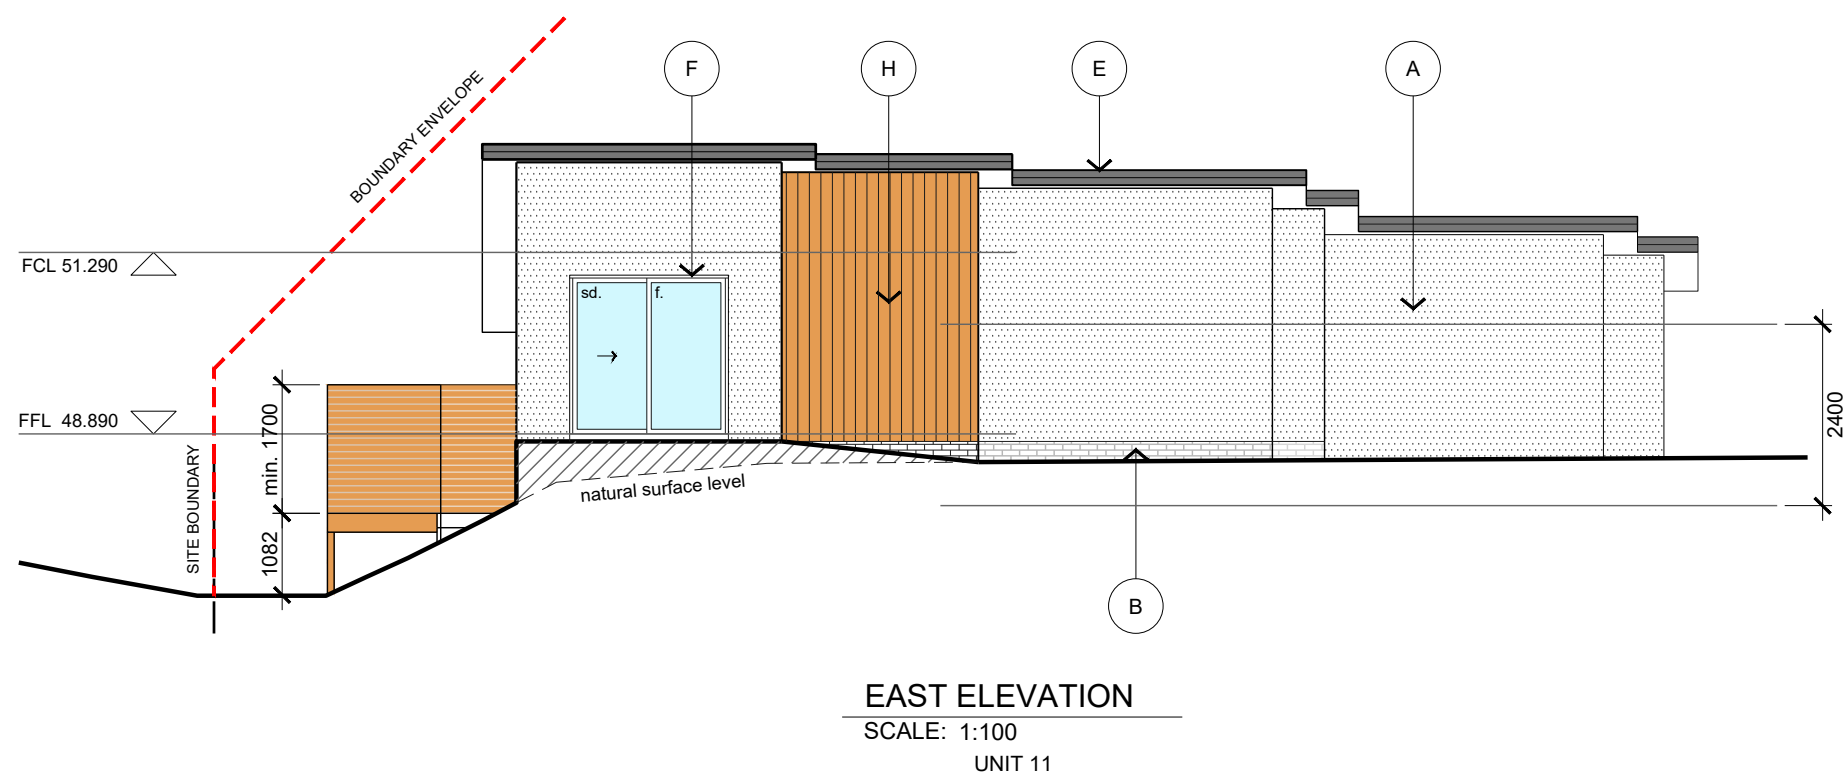 F
H
E
A
BOUNDARY ENVELOPE
FCL 51.290
sd.
f.
FFL 48.890
min. 1700
2400
natural surface level
SITE BOUNDARY
1082
B
EAST ELEVATION
SCALE: 1:100
UNIT 11